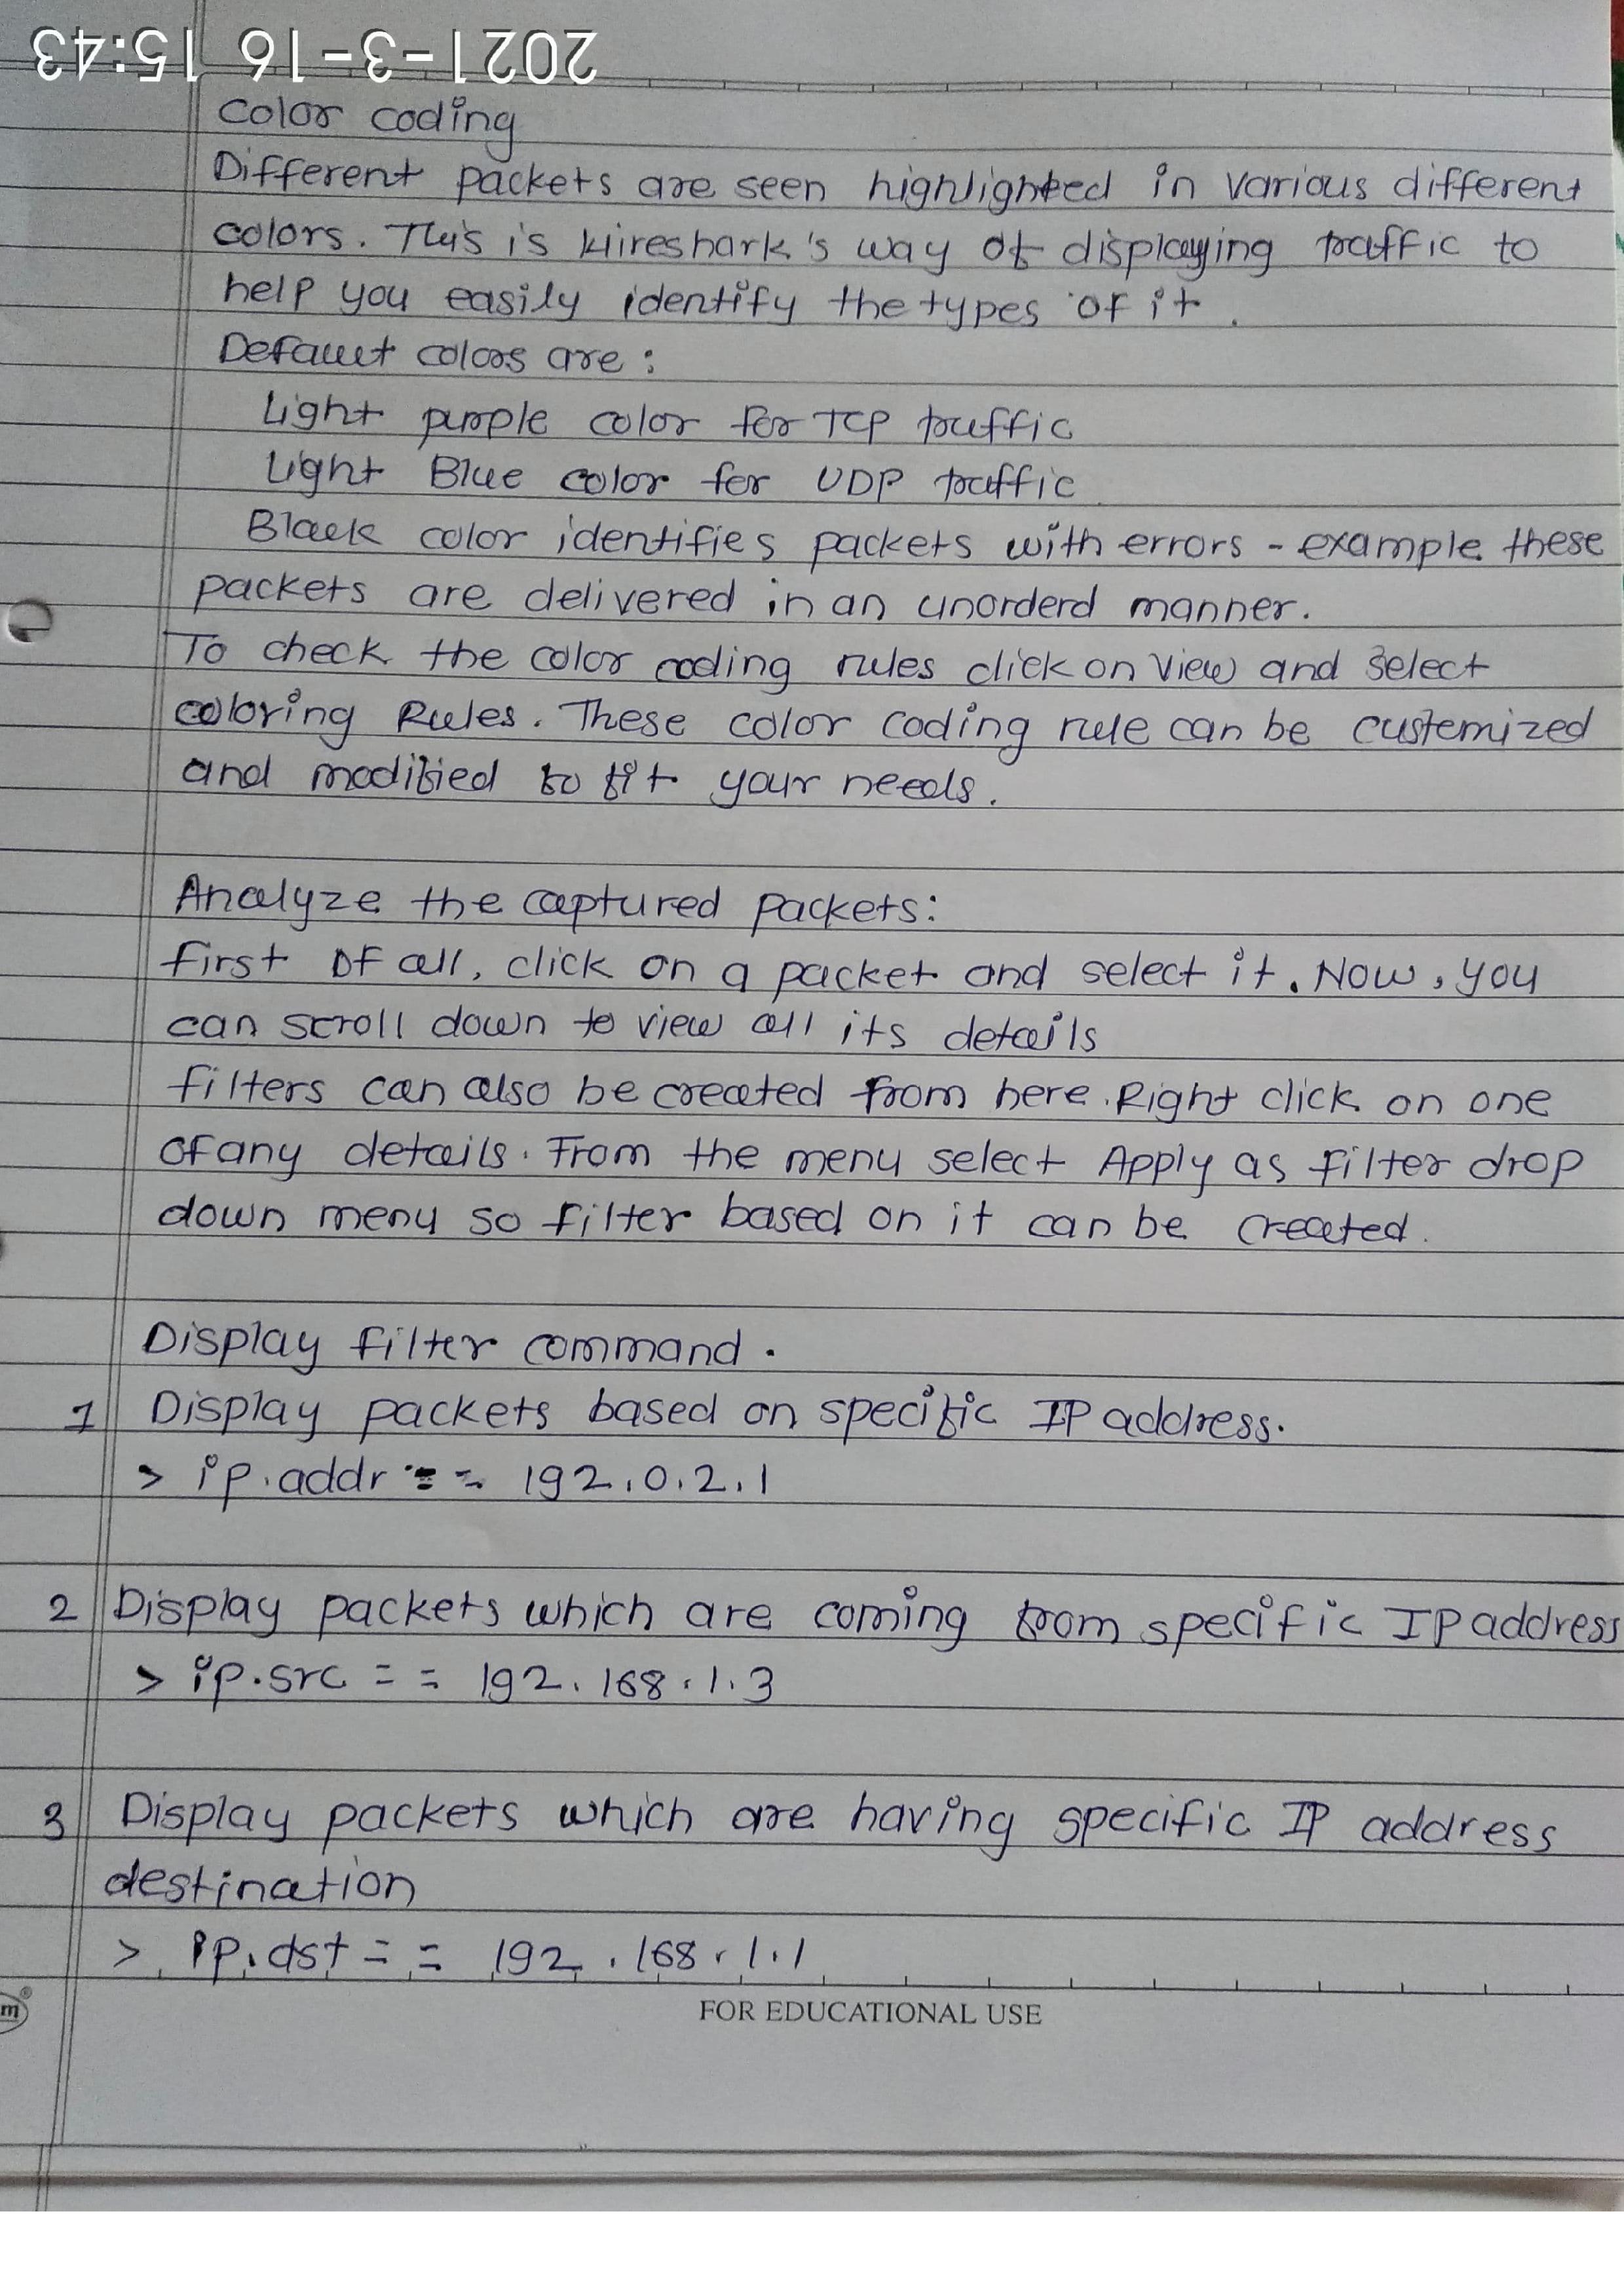 2021-3-16 15:43
Color coding
Different packets are seen highlighted in various different
colors. This is Wireshark's way of displaying traffic to
help you easily identify the types of it.
Default colors are:
Light purple color for TCP traffic
Light Blue color for UDP traffic
Black color identifies packets with errors - example these
packets are delivered in an unorderd manner.
To check the color coding rules click on View and Select
coloring Rules. These color coding rule can be custemized
and modified to fit your needs.
Analyze the captured packets:
first of all, click on a packet and select it. Now, you
can scroll down to view all its details
filters can also be created from here. Right click on one
of any details. From the menu select Apply as filter drop
down menu so filter based on it can be created.
Display filter command.
1 Display packets based on specific IP address.
> ip.addr == 192.0.2.1
2 Display packets which are coming from specific IP address
> ip.src == 192.168.1.3
3 Display packets which are having specific IP address
destination
> ip.dst == 192.168.1.1
m®
FOR EDUCATIONAL USE